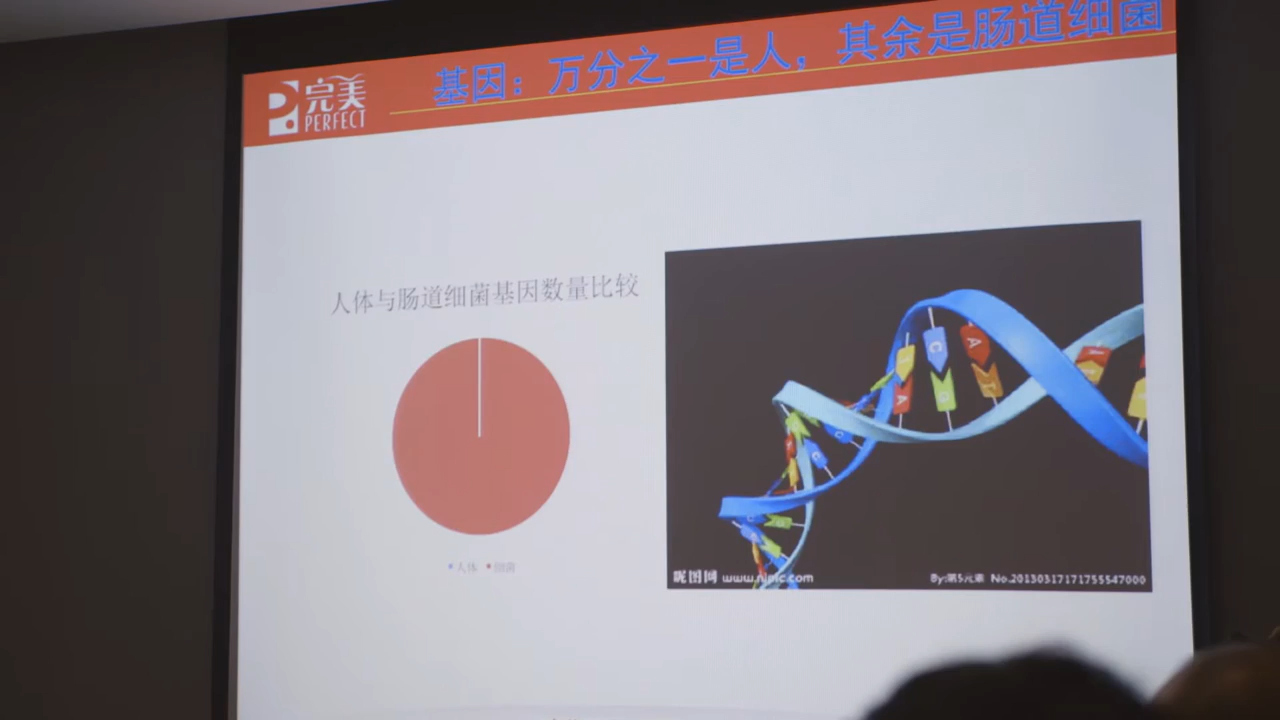 基因：万分之一是人，其余是肠道细菌
完美
PERFECT
人体与肠道细菌基因数量比较
人体 细菌
A
C
A
T
A
G
C
昵图网 www.nipic.com
By:第5元素 No.20130317171755547000